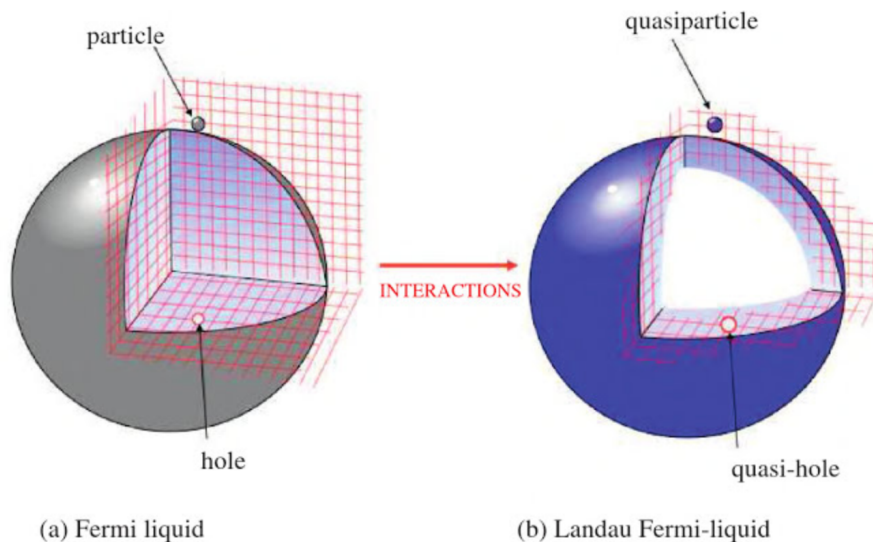 particle
quasiparticle
INTERACTIONS
hole
quasi-hole
(a) Fermi liquid
(b) Landau Fermi-liquid